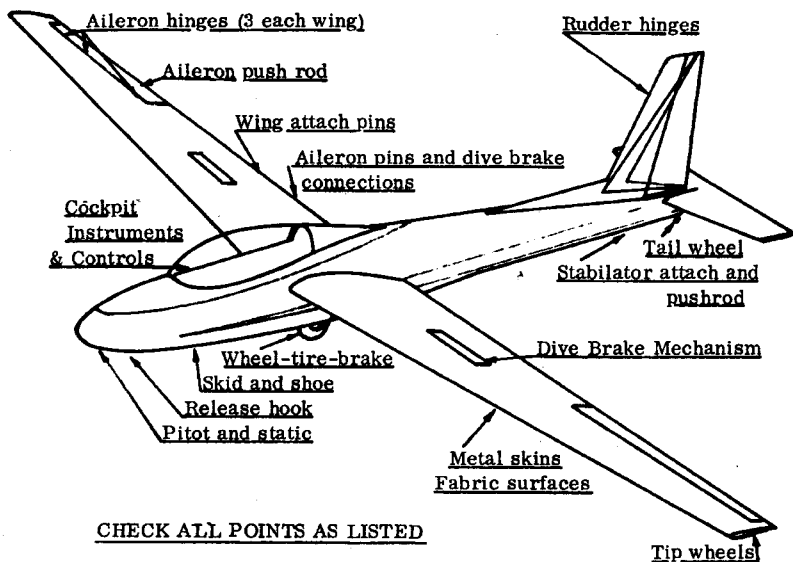 Aileron hinges (3 each wing)
Rudder hinges
Aileron push rod
Wing attach pins
Aileron pins and dive brake
connections
Cockpit
Instruments
& Controls
Tail wheel
Stabilator attach and
pushrod
Wheel-tire-brake
Dive Brake Mechanism
Skid and shoe
Release hook
Pitot and static
Metal skins
Fabric surfaces
CHECK ALL POINTS AS LISTED
Tip wheels